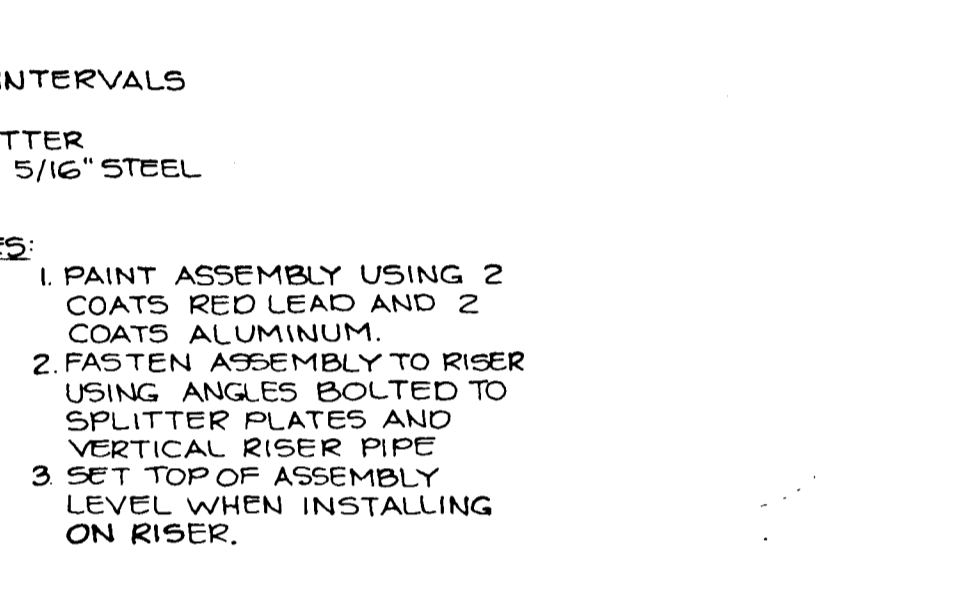 INTERVALS
TTER
5/16" STEEL
ES:
1. PAINT ASSEMBLY USING 2
COATS RED LEAD AND 2
COATS ALUMINUM.
2. FASTEN ASSEMBLY TO RISER
USING ANGLES BOLTED TO
SPLITTER PLATES AND
VERTICAL RISER PIPE
3. SET TOP OF ASSEMBLY
LEVEL WHEN INSTALLING
ON RISER.